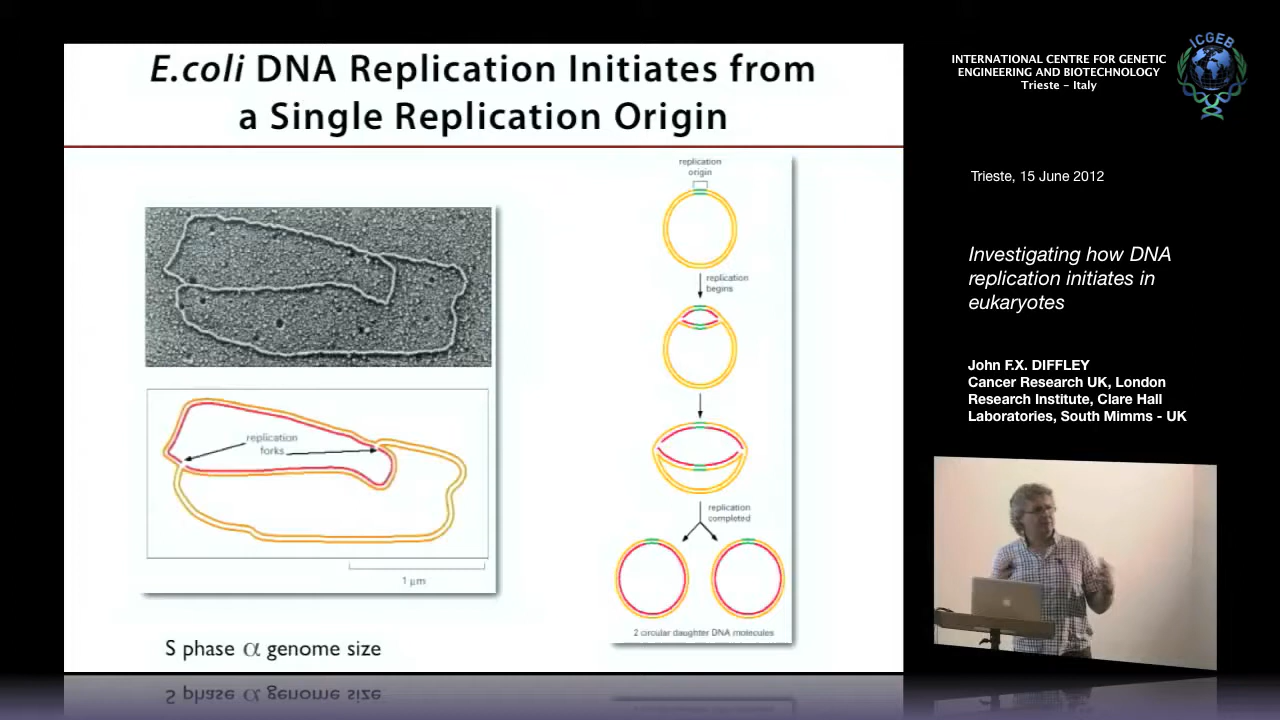 E.coli DNA Replication Initiates from
a Single Replication Origin
replication
origin
replication
begins
replication
forks
replication
completed
1 µm
2 circular daughter DNA molecules
S phase α genome size
S phase α genome size
ICGEB
INTERNATIONAL CENTRE FOR GENETIC
ENGINEERING AND BIOTECHNOLOGY
Trieste - Italy
Trieste, 15 June 2012
Investigating how DNA
replication initiates in
eukaryotes
John F.X. DIFFLEY
Cancer Research UK, London
Research Institute, Clare Hall
Laboratories, South Mimms - UK